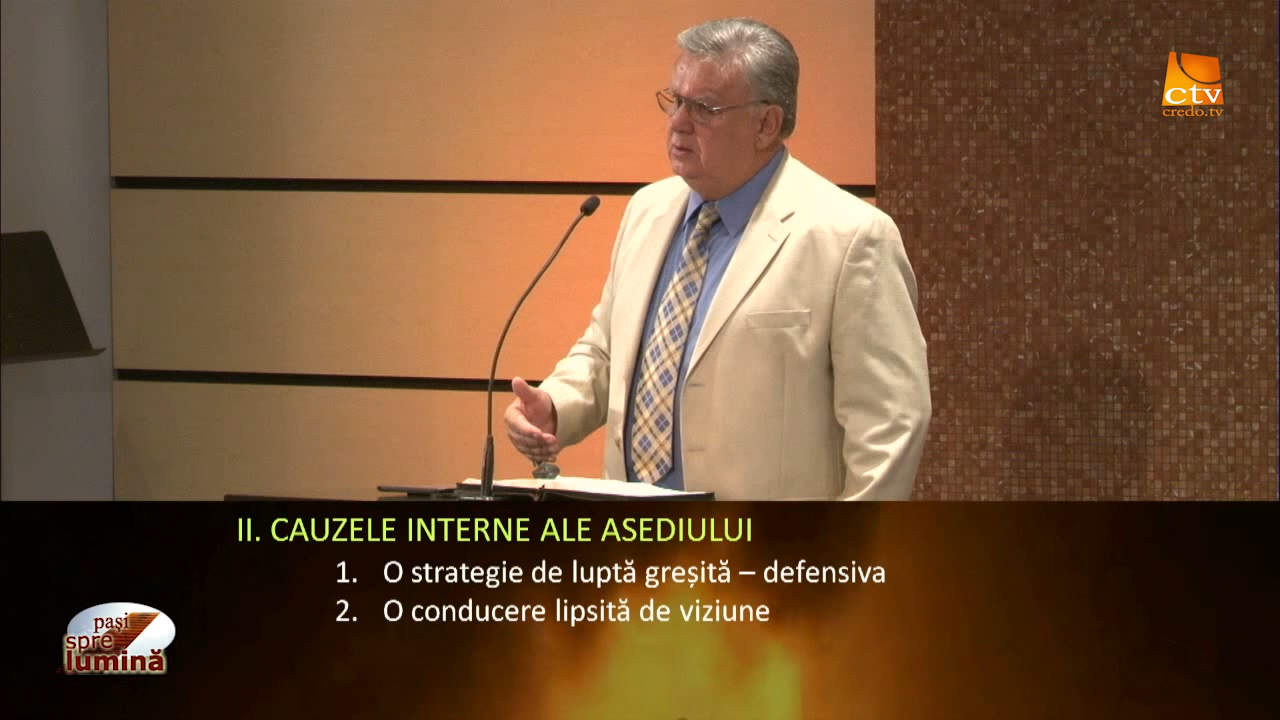 ctv
credo.tv
II. CAUZELE INTERNE ALE ASEDIULUI
1. O strategie de luptă greșită – defensiva
2. O conducere lipsită de viziune
pași
spre
lumină